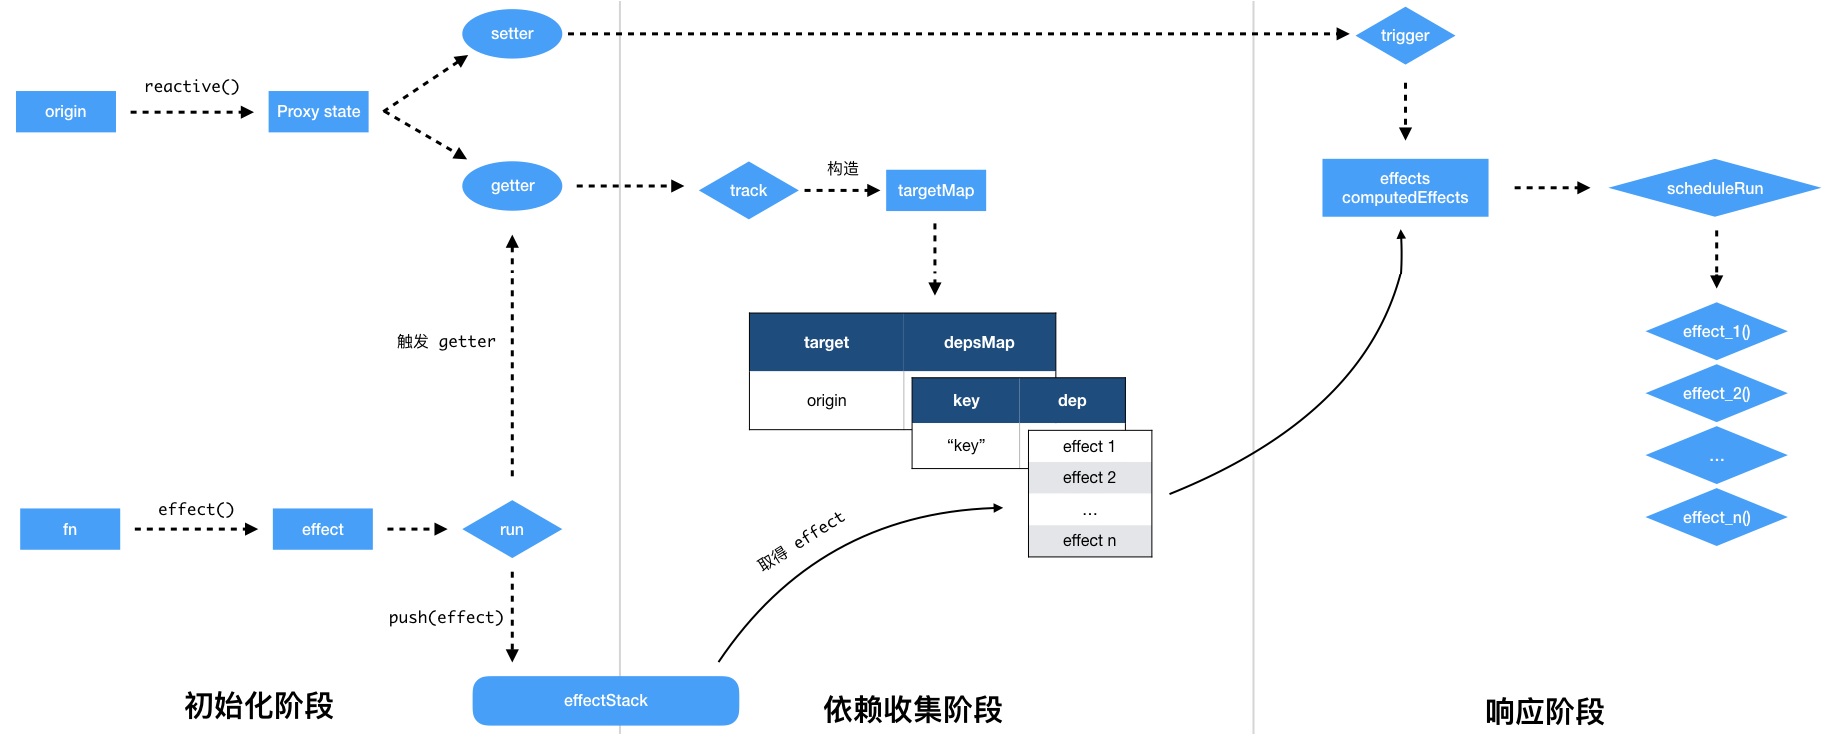 setter
trigger
reactive()
origin
Proxy state
getter
track
构造
targetMap
effects
computedEffects
scheduleRun
触发 getter
target
depsMap
origin
key
dep
“key”
effect 1
effect 2
...
effect n
effect_1()
effect_2()
...
effect_n()
effect()
fn
effect
run
取得 effect
push(effect)
effectStack
初始化阶段
依赖收集阶段
响应阶段